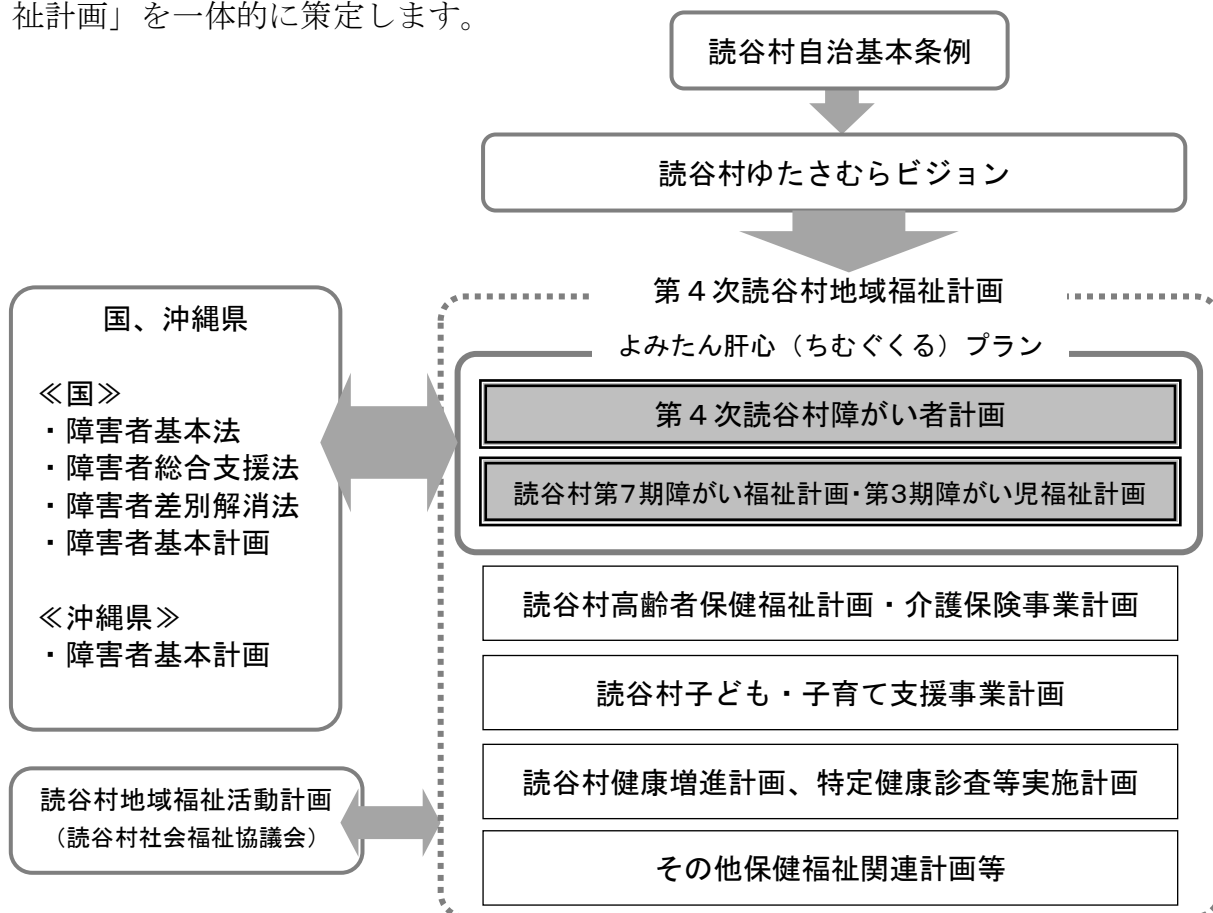 祉計画」を一体的に策定します。
読谷村自治基本条例
読谷村ゆたさむらビジョン
第４次読谷村地域福祉計画
よみたん肝心（ちむぐくる）プラン
第４次読谷村障がい者計画
読谷村第７期障がい福祉計画・第３期障がい児福祉計画
読谷村高齢者保健福祉計画・介護保険事業計画
読谷村子ども・子育て支援事業計画
読谷村健康増進計画、特定健康診査等実施計画
その他保健福祉関連計画等
国、沖縄県
≪国≫
・障害者基本法
・障害者総合支援法
・障害者差別解消法
・障害者基本計画
≪沖縄県≫
・障害者基本計画
読谷村地域福祉活動計画
（読谷村社会福祉協議会）